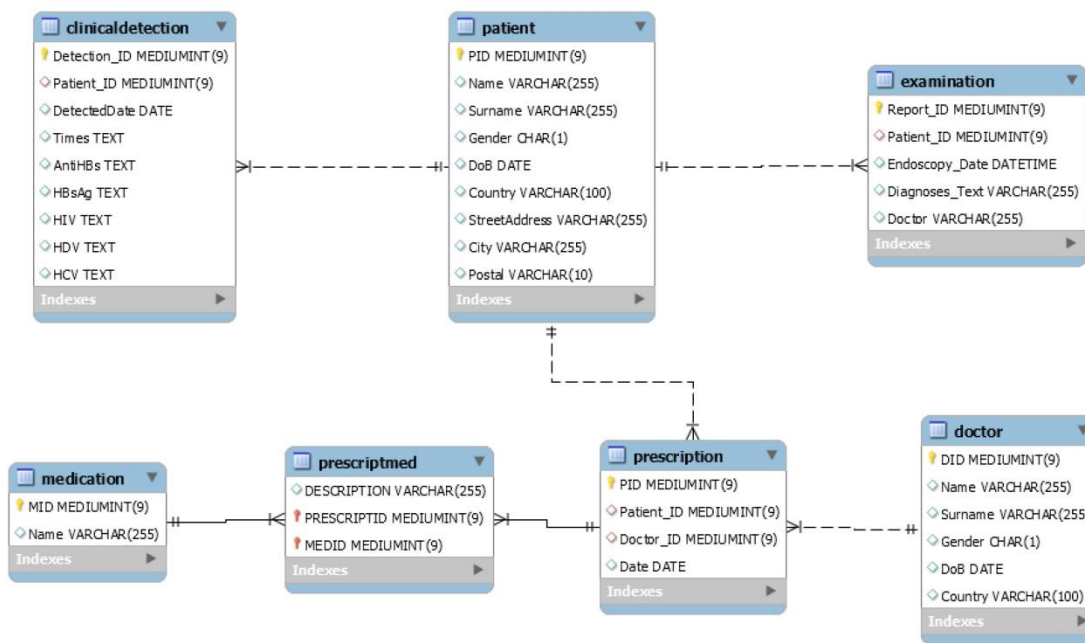 clinicaldetection
Detection_ID MEDIUMINT(9)
Patient_ID MEDIUMINT(9)
DetectedDate DATE
Times TEXT
AntiHBs TEXT
HBsAg TEXT
HIV TEXT
HDV TEXT
HCV TEXT
Indexes
patient
PID MEDIUMINT(9)
Name VARCHAR(255)
Surname VARCHAR(255)
Gender CHAR(1)
DoB DATE
Country VARCHAR(100)
StreetAddress VARCHAR(255)
City VARCHAR(255)
Postal VARCHAR(10)
Indexes
examination
Report_ID MEDIUMINT(9)
Patient_ID MEDIUMINT(9)
Endoscopy_Date DATETIME
Diagnoses_Text VARCHAR(255)
Doctor VARCHAR(255)
Indexes
medication
MID MEDIUMINT(9)
Name VARCHAR(255)
Indexes
prescriptmed
DESCRIPTION VARCHAR(255)
PRESCRIPTID MEDIUMINT(9)
MEDID MEDIUMINT(9)
Indexes
prescription
PID MEDIUMINT(9)
Patient_ID MEDIUMINT(9)
Doctor_ID MEDIUMINT(9)
Date DATE
Indexes
doctor
DID MEDIUMINT(9)
Name VARCHAR(255)
Surname VARCHAR(255
Gender CHAR(1)
DoB DATE
Country VARCHAR(100)
Indexes